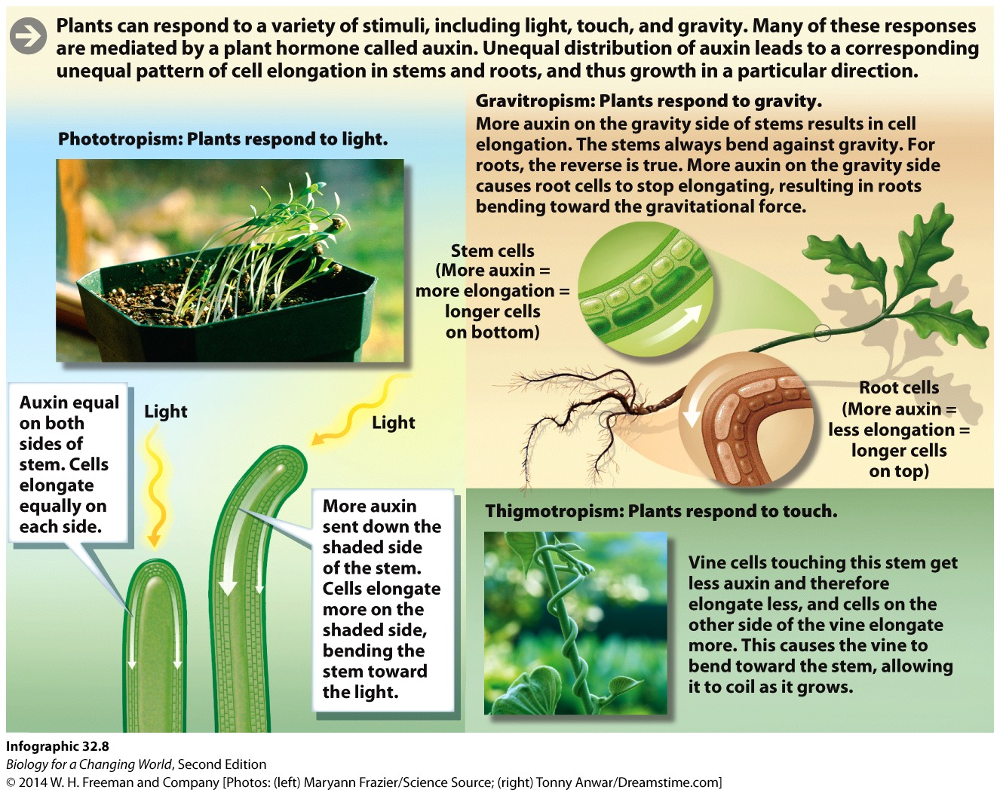 Plants can respond to a variety of stimuli, including light, touch, and gravity. Many of these responses
are mediated by a plant hormone called auxin. Unequal distribution of auxin leads to a corresponding
unequal pattern of cell elongation in stems and roots, and thus growth in a particular direction.
Phototropism: Plants respond to light.
Auxin equal
on both
sides of
stem. Cells
elongate
equally on
each side.
Light
Light
More auxin
sent down the
shaded side
of the stem.
Cells elongate
more on the
shaded side,
bending the
stem toward
the light.
Gravitropism: Plants respond to gravity.
More auxin on the gravity side of stems results in cell
elongation. The stems always bend against gravity. For
roots, the reverse is true. More auxin on the gravity side
causes root cells to stop elongating, resulting in roots
bending toward the gravitational force.
Stem cells
(More auxin =
more elongation =
longer cells
on bottom)
Root cells
(More auxin =
less elongation =
longer cells
on top)
Thigmotropism: Plants respond to touch.
Vine cells touching this stem get
less auxin and therefore
elongate less, and cells on the
other side of the vine elongate
more. This causes the vine to
bend toward the stem, allowing
it to coil as it grows.
Infographic 32.8
Biology for a Changing World, Second Edition
© 2014 W. H. Freeman and Company [Photos: (left) Maryann Frazier/Science Source; (right) Tonny Anwar/Dreamstime.com]